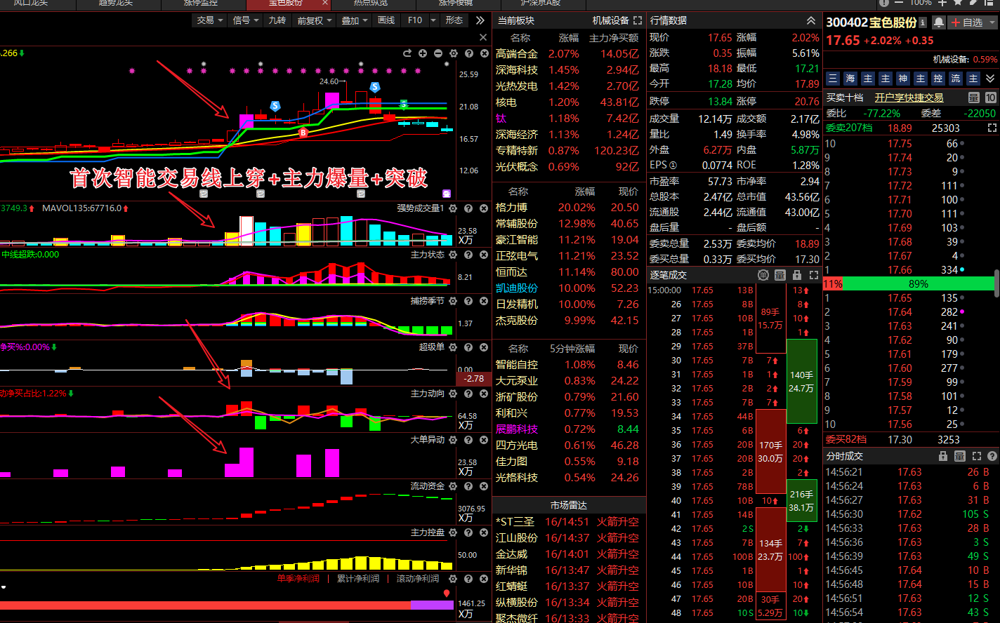 风口龙头 趋势龙头 涨停监控 宝色股份 × 热点纵览 涨停棱镜 沪深京A股 100%
交易 信号 九转 前复权 叠加 画线 F10 形态
.266
25.59
24.60
21.08
16.57
12.06
S
S
S
B
首次智能交易线上穿+主力爆量+突破
3749.3 MAVOL135:67716.0 强势成交量1
23.58
X万
中线超跌:0.000 主力状态
8.21
捕捞季节
1.37
净买%:0.00% 超级单
0.00
-2.78
动净买占比:1.22% 主力动向
64.58
X万
大单异动
23.58
X万
流动资金
3076.95
X万
主力控盘
50.00
单季净利润 | 累计净利润 | 滚动净利润
1461.25
X万
当前板块 机械设备
名称 涨幅 主力净买额
高端合金 2.07% 14.05亿
深海科技 1.45% 2.94亿
光热发电 1.42% 2.70亿
核电 1.20% 43.81亿
钛 1.18% 7.42亿
深海经济 1.13% 1.24亿
专精特新 0.87% 120.23亿
光伏概念 0.69% 92亿
名称 涨幅 现价
格力博 20.02% 20.50
常辅股份 12.98% 40.65
豪江智能 11.21% 19.04
正弦电气 11.21% 23.52
恒而达 11.14% 80.00
凯迪股份 10.00% 52.23
日发精机 10.00% 7.26
杰克股份 9.99% 42.15
名称 5分钟涨幅 现价
智能自控 1.08% 8.46
大元泵业 0.83% 24.22
浙矿股份 0.79% 21.60
利和兴 0.77% 19.53
展鹏科技 0.72% 8.44
四方光电 0.61% 46.28
佳力图 0.55% 9.18
光格科技 0.54% 24.26
市场雷达
*ST三圣 16/14:51 火箭升空
江山股份 16/14:37 火箭升空
金达威 16/14:01 火箭升空
新华锦 16/13:47 火箭升空
红蜻蜓 16/13:37 火箭升空
纵横股份 16/13:34 火箭升空
聚杰微纤 16/13:33 火箭升空
行情数据
现价 17.65 涨幅 2.02%
涨跌 0.35 振幅 5.61%
最高 18.18 最低 17.21
今开 17.28 均价 17.89
跌停 13.84 涨停 20.76
成交量 12.14万 成交额 2.17亿
量比 1.49 换手率 4.98%
外盘 6.27万 内盘 5.87万
EPS① 0.0774 ROE 1.28%
市盈率 57.73 市净率 2.94
总股本 2.47亿 总市值 43.56亿
流通股 2.44亿 流通值 43.00亿
盘后量 - 盘后额 -
委卖总量 2.53万 委卖均价 18.89
委买总量 0.33万 委买均价 17.30
逐笔成交 单 量
15:00:00 17.65 13B 13
26 17.65 8B 8
27 17.65 10B 10
28 17.65 1B 1
29 17.65 37B
30 17.65 7B 7
31 17.65 1B 1
32 17.65 2B 2
33 17.65 7B 7
34 17.65 44B
35 17.65 6B 6
36 17.65 20B 20
37 17.65 20B 20
38 17.65 2B 2
39 17.65 78B
40 17.65 10B 10
41 17.65 14B
42 17.65 2S 2
43 17.65 7B 7
44 17.65 100B 100
45 17.65 1B 1
46 17.65 10B 10
47 17.65 20B 20
48 17.65 10S 10
89手
15.7万
140手
24.7万
170手
30.0万
216手
38.1万
134手
23.7万
30手
5.29万
300402宝色股份 +自选
17.65 +2.02% +0.35
机械设备: 0.59%
三 海 主 主 神 主 控 流 主
买卖十档 开户享快捷交易 量 10
委比 -77.22% 委差 -22050
委卖207档 18.89 25303
10 17.75 66
9 17.74 20
8 17.73 9
7 17.72 111
6 17.71 100
5 17.70 111
4 17.69 103
3 17.68 39
2 17.67 4
1 17.66 334
11% 89%
1 17.65 135
2 17.64 282
3 17.63 241
4 17.62 90
5 17.61 179
6 17.60 277
7 17.59 99
8 17.58 101
9 17.57 12
10 17.56 25
委买82档 17.30 3253
分时成交 量
14:56:21 17.63 26 B
14:56:24 17.63 6 B
14:56:27 17.63 31 B
14:56:30 17.62 105 S
14:56:33 17.63 28 B
14:56:36 17.63 3 S
14:56:39 17.63 49 S
14:56:45 17.64 10 B
14:56:48 17.64 15 B
14:56:51 17.63 12 S
14:56:54 17.63 43 S